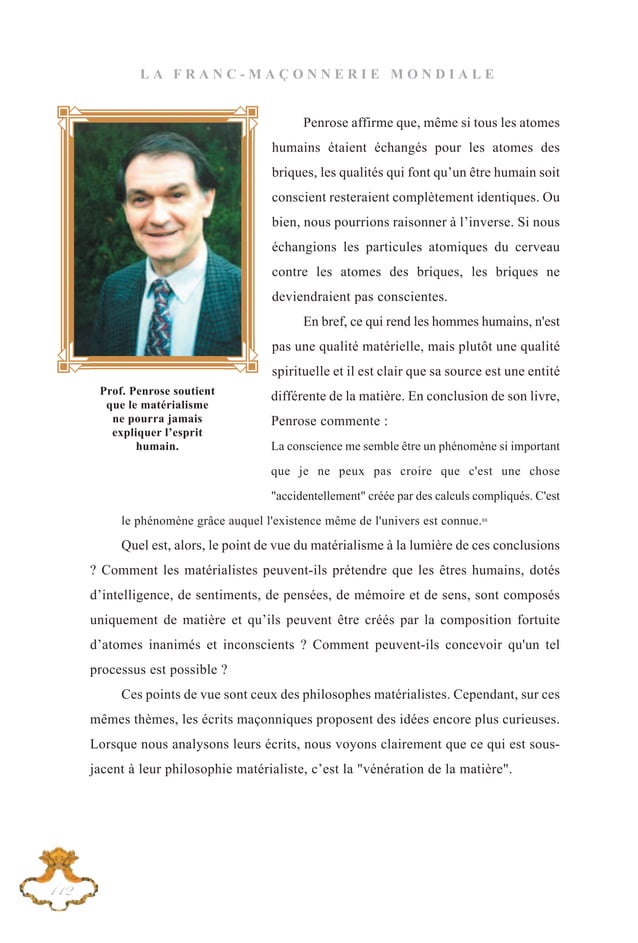 LA FRANC-MAÇONNERIE MONDIALE
Penrose affirme que, même si tous les atomes
humains étaient échangés pour les atomes des
briques, les qualités qui font qu’un être humain soit
conscient resteraient complètement identiques. Ou
bien, nous pourrions raisonner à l’inverse. Si nous
échangions les particules atomiques du cerveau
contre les atomes des briques, les briques ne
deviendraient pas conscientes.
En bref, ce qui rend les hommes humains, n'est
pas une qualité matérielle, mais plutôt une qualité
spirituelle et il est clair que sa source est une entité
différente de la matière. En conclusion de son livre,
Penrose commente :
Prof. Penrose soutient
que le matérialisme
ne pourra jamais
expliquer l’esprit
humain.
La conscience me semble être un phénomène si important
que je ne peux pas croire que c'est une chose
"accidentellement" créée par des calculs compliqués. C'est
le phénomène grâce auquel l'existence même de l'univers est connue.
Quel est, alors, le point de vue du matérialisme à la lumière de ces conclusions
? Comment les matérialistes peuvent-ils prétendre que les êtres humains, dotés
d’intelligence, de sentiments, de pensées, de mémoire et de sens, sont composés
uniquement de matière et qu’ils peuvent être créés par la composition fortuite
d’atomes inanimés et inconscients ? Comment peuvent-ils concevoir qu'un tel
processus est possible ?
Ces points de vue sont ceux des philosophes matérialistes. Cependant, sur ces
mêmes thèmes, les écrits maçonniques proposent des idées encore plus curieuses.
Lorsque nous analysons leurs écrits, nous voyons clairement que ce qui est sous-
jacent à leur philosophie matérialiste, c’est la "vénération de la matière".
112